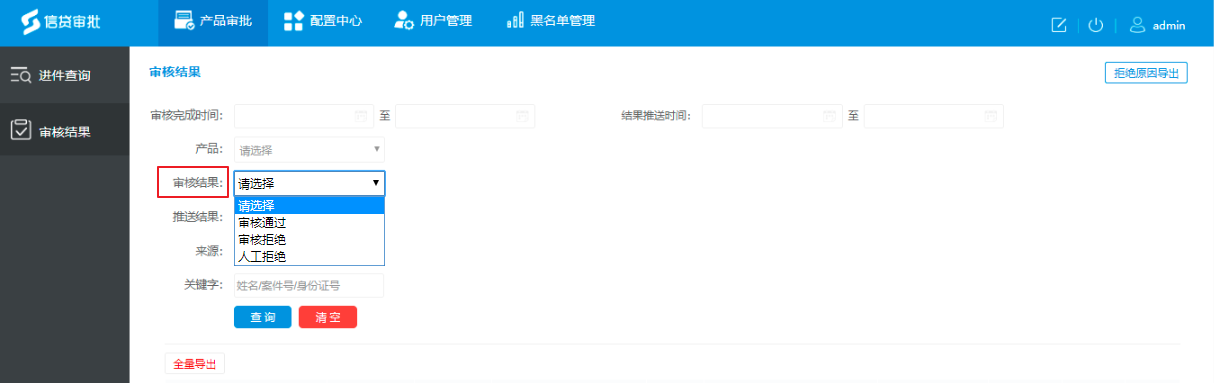 信贷审批 产品审批 配置中心 用户管理 黑名单管理 admin
进件查询
审核结果
审核结果 拒绝原因导出
审核完成时间: 至 结果推送时间: 至
产品: 请选择
审核结果: 请选择
请选择
审核通过
审核拒绝
人工拒绝
推送结果:
来源:
关键字: 姓名/案件号/身份证号
查 询 清 空
全量导出